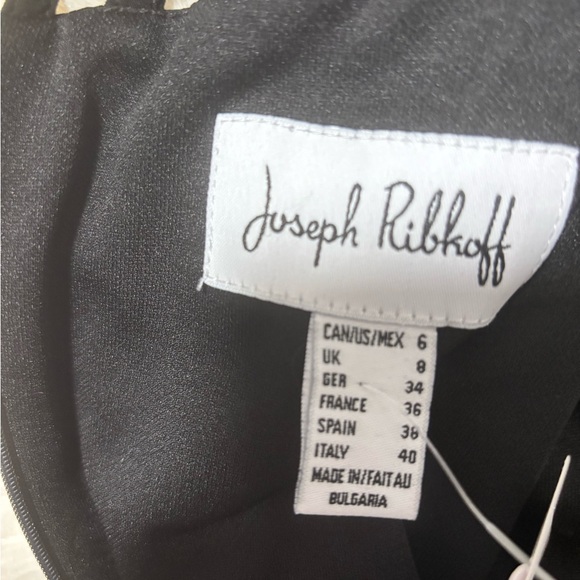 Joseph Ribkoff
CAN/US/MEX 6
UK 8
GER 34
FRANCE 36
SPAIN 38
ITALY 40
MADE IN/FAIT AU
BULGARIA